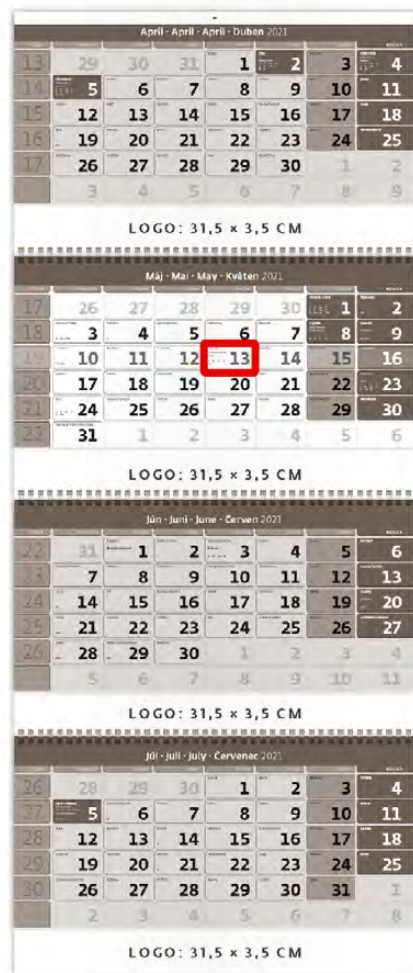 April · April · April · Duben 2021
13 29 30 31 1 2 3 4
14 5 6 7 8 9 10 11
15 12 13 14 15 16 17 18
16 19 20 21 22 23 24 25
17 26 27 28 29 30 1 2
3 4 5 6 7 8 9
LOGO: 31,5 × 3,5 CM
Máj · Mai · May · Květen 2021
17 26 27 28 29 30 1 2
18 3 4 5 6 7 8 9
19 10 11 12 13 14 15 16
20 17 18 19 20 21 22 23
21 24 25 26 27 28 29 30
22 31 1 2 3 4 5 6
LOGO: 31,5 × 3,5 CM
Jún · Juni · June · Červen 2021
22 31 1 2 3 4 5 6
23 7 8 9 10 11 12 13
24 14 15 16 17 18 19 20
25 21 22 23 24 25 26 27
26 28 29 30 1 2 3 4
5 6 7 8 9 10 11
LOGO: 31,5 × 3,5 CM
Júl · Juli · July · Červenec 2021
26 28 29 30 1 2 3 4
27 5 6 7 8 9 10 11
28 12 13 14 15 16 17 18
29 19 20 21 22 23 24 25
30 26 27 28 29 30 31 1
2 3 4 5 6 7 8
LOGO: 31,5 × 3,5 CM